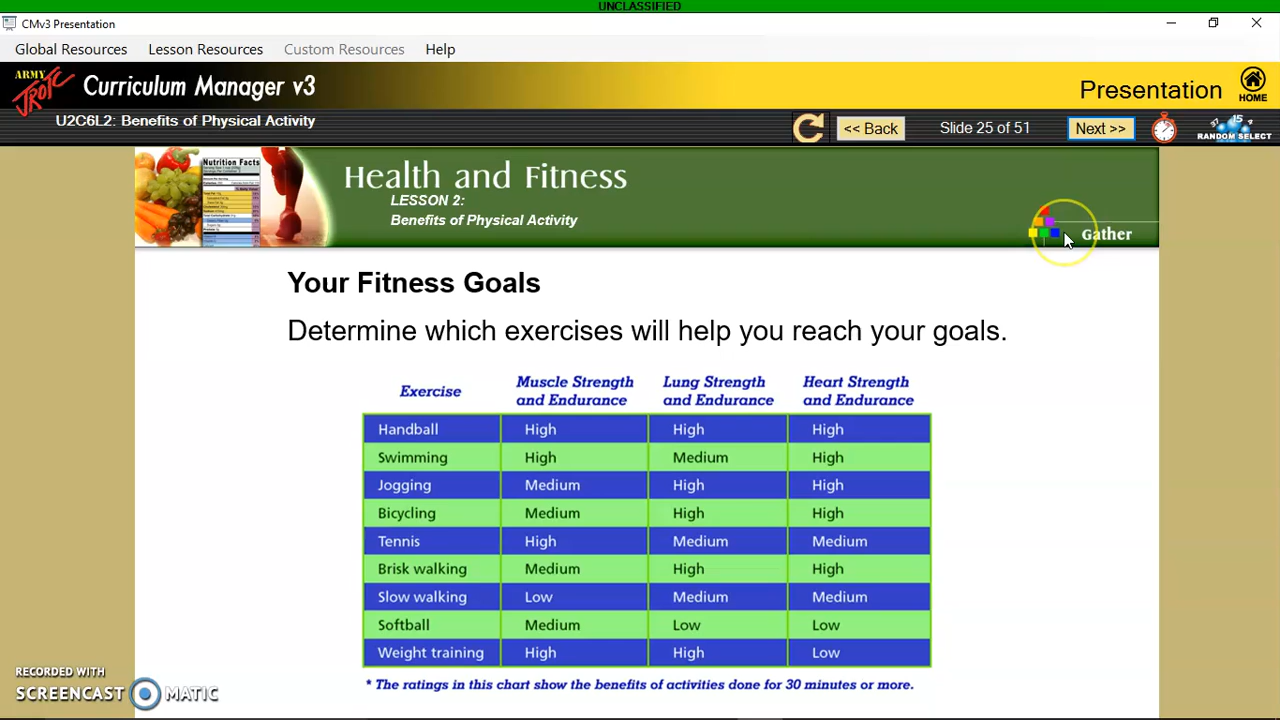 UNCLASSIFIED
CMv3 Presentation
Global Resources Lesson Resources Custom Resources Help
ARMY JROTC Curriculum Manager v3 Presentation HOME
U2C6L2: Benefits of Physical Activity << Back Slide 25 of 51 Next >> 15 RANDOM SELECT
Nutrition Facts
Health and Fitness
LESSON 2:
Benefits of Physical Activity
Gather
Your Fitness Goals
Determine which exercises will help you reach your goals.
Exercise Muscle Strength and Endurance Lung Strength and Endurance Heart Strength and Endurance
Handball High High High
Swimming High Medium High
Jogging Medium High High
Bicycling Medium High High
Tennis High Medium Medium
Brisk walking Medium High High
Slow walking Low Medium Medium
Softball Medium Low Low
Weight training High High Low
* The ratings in this chart show the benefits of activities done for 30 minutes or more.
RECORDED WITH
SCREENCAST MATIC